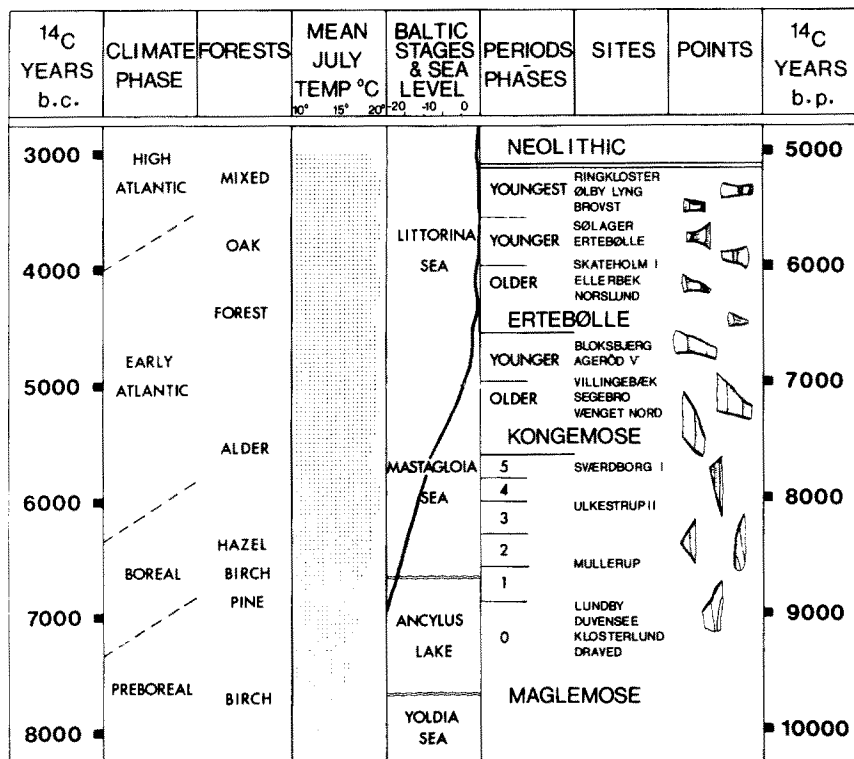 14C
YEARS
b.c.
CLIMATE
PHASE
FORESTS
MEAN
JULY
TEMP °C
10° 15° 20°
BALTIC
STAGES
& SEA
LEVEL
-20 -10 0
PERIODS
PHASES
SITES
POINTS
14C
YEARS
b.p.
3000
4000
5000
6000
7000
8000
HIGH
ATLANTIC
EARLY
ATLANTIC
BOREAL
PREBOREAL
MIXED
OAK
FOREST
ALDER
HAZEL
BIRCH
PINE
BIRCH
LITTORINA
SEA
MASTAGLOIA
SEA
ANCYLUS
LAKE
YOLDIA
SEA
NEOLITHIC
YOUNGEST
RINGKLOSTER
ØLBY LYNG
BROVST
YOUNGER
SØLAGER
ERTEBØLLE
OLDER
SKATEHOLM I
ELLERBEK
NORSLUND
ERTEBØLLE
YOUNGER
BLOKSBJERG
AGERÖD V
OLDER
VILLINGEBÆK
SEGEBRO
VÆNGET NORD
KONGEMOSE
5 SVÆRDBORG I
4
ULKESTRUP II
3
2
MULLERUP
1
0
LUNDBY
DUVENSEE
KLOSTERLUND
DRAVED
MAGLEMOSE
5000
6000
7000
8000
9000
10000